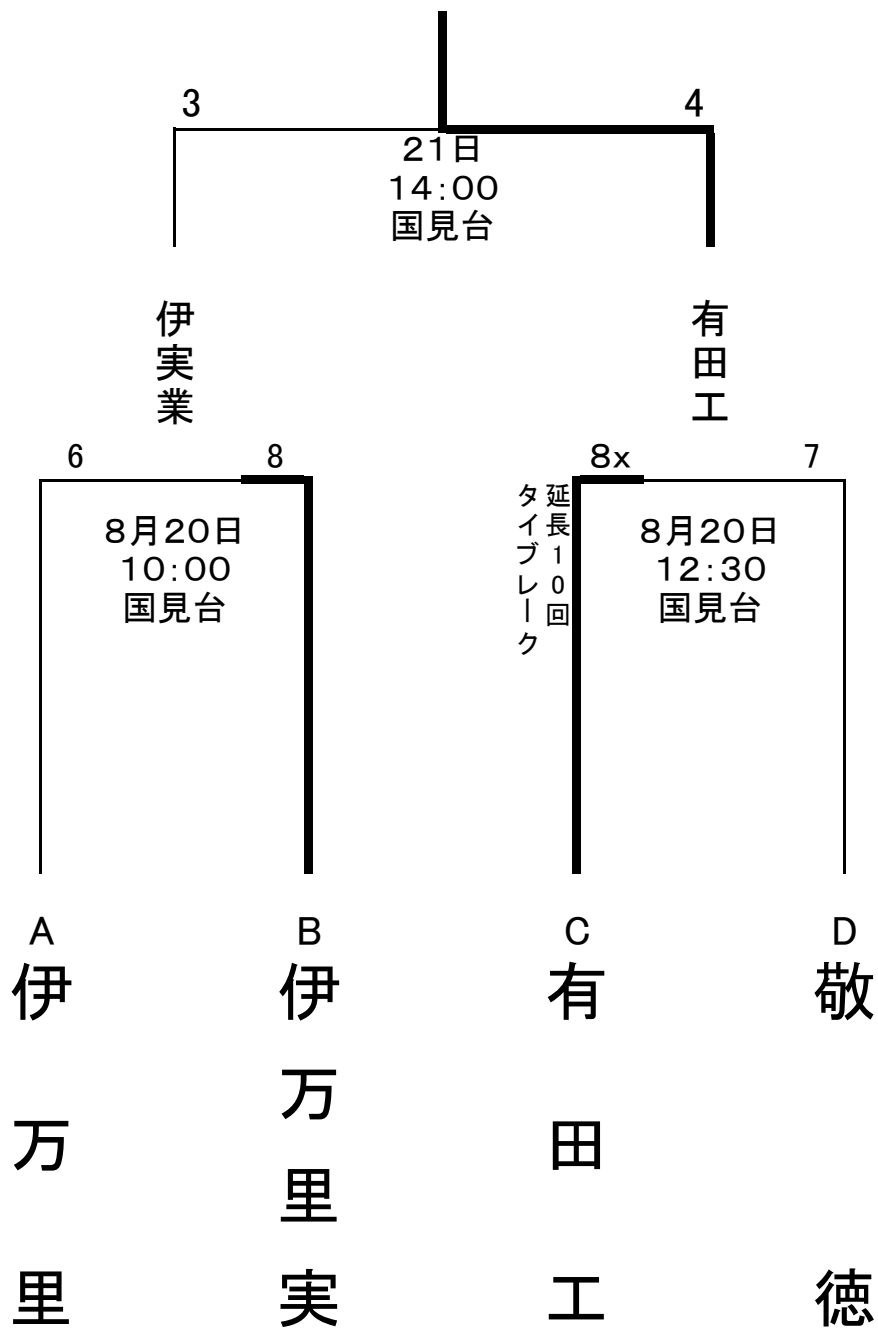 3
4
21日
14:00
国見台
伊実業
有田工
6
8
8x
7
8月20日
10:00
国見台
延長10回
タイブレーク
8月20日
12:30
国見台
A
B
C
D
伊万里
伊万里実
有田工
敬徳